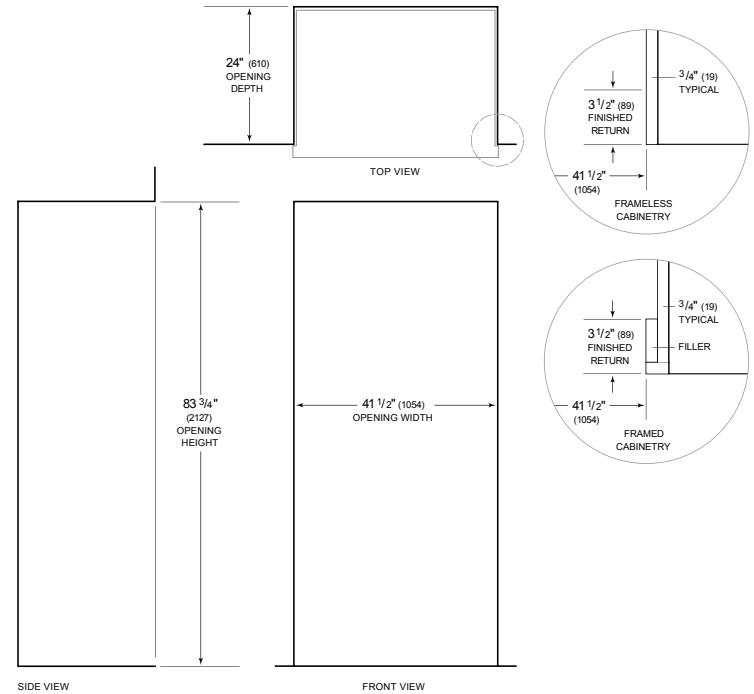 24" (610)
OPENING
DEPTH
TOP VIEW
3/4" (19)
TYPICAL
3 1/2" (89)
FINISHED
RETURN
41 1/2"
(1054)
FRAMELESS
CABINETRY
3/4" (19)
TYPICAL
3 1/2" (89)
FINISHED
RETURN
FILLER
41 1/2"
(1054)
FRAMED
CABINETRY
83 3/4"
(2127)
OPENING
HEIGHT
41 1/2" (1054)
OPENING WIDTH
SIDE VIEW
FRONT VIEW